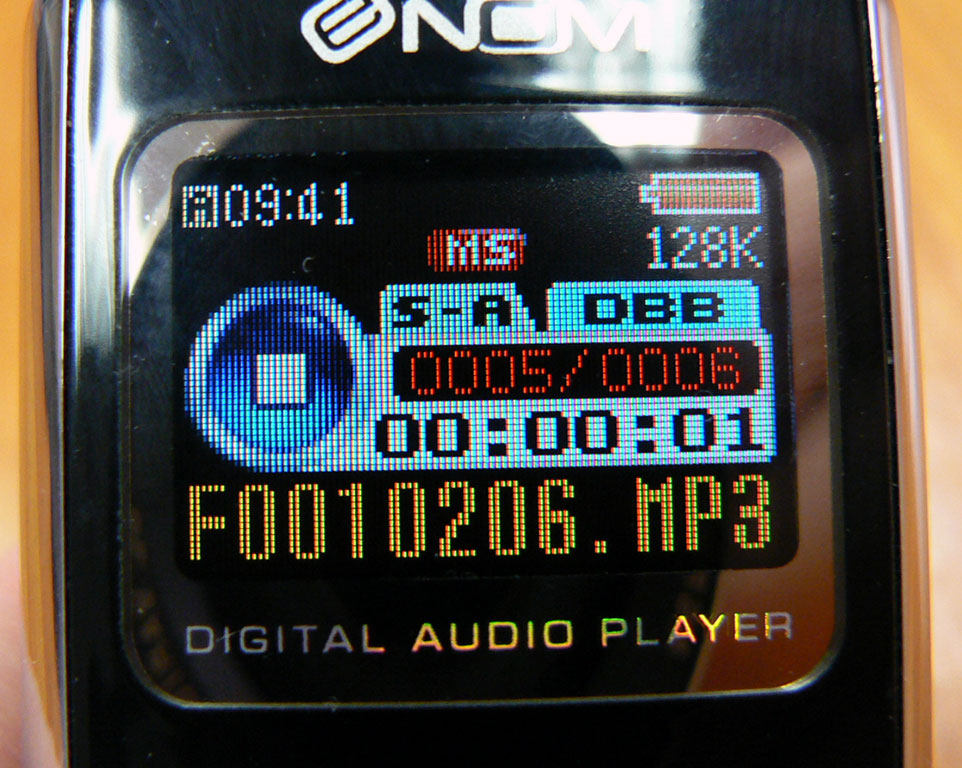 ENOM
09:41
MS
128K
S-A DBB
0005/0006
00:00:01
F0010206.MP3
DIGITAL AUDIO PLAYER